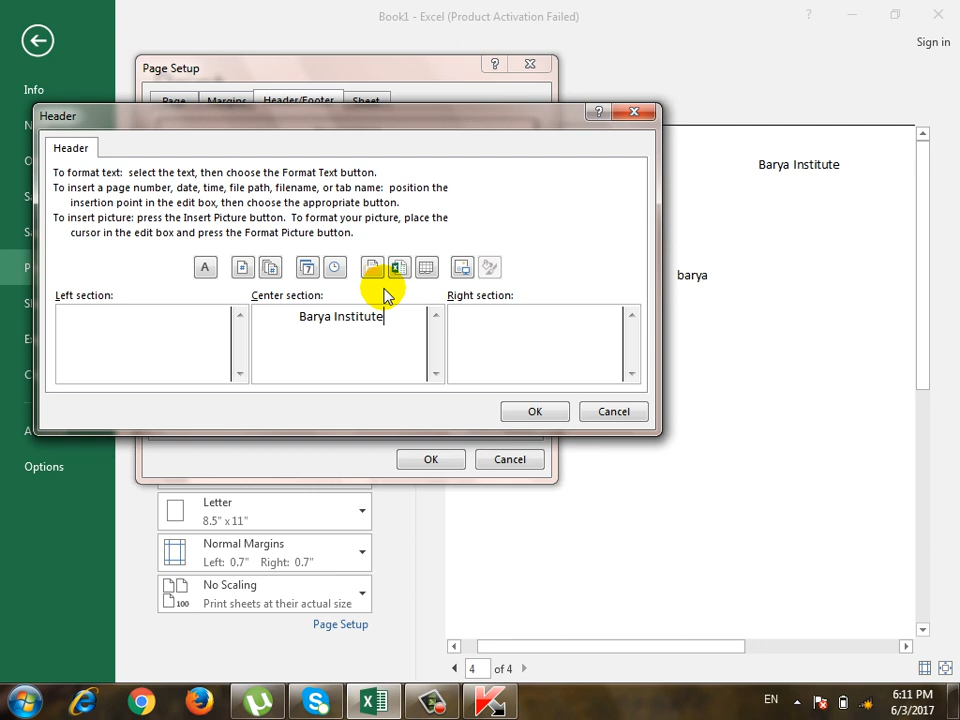 Book1 - Excel (Product Activation Failed)
?
Sign in
Info
Page Setup
?
Page Margins Header/Footer Sheet
Header
?
Header
To format text: select the text, then choose the Format Text button.
To insert a page number, date, time, file path, filename, or tab name: position the
insertion point in the edit box, then choose the appropriate button.
To insert picture: press the Insert Picture button. To format your picture, place the
cursor in the edit box and press the Format Picture button.
A
#
7
Left section:
Center section:
Right section:
Barya Institute
OK
Cancel
OK
Cancel
Barya Institute
barya
Options
Letter
8.5" x 11"
Normal Margins
Left: 0.7" Right: 0.7"
No Scaling
100
Print sheets at their actual size
Page Setup
4 of 4
EN
6:11 PM
6/3/2017